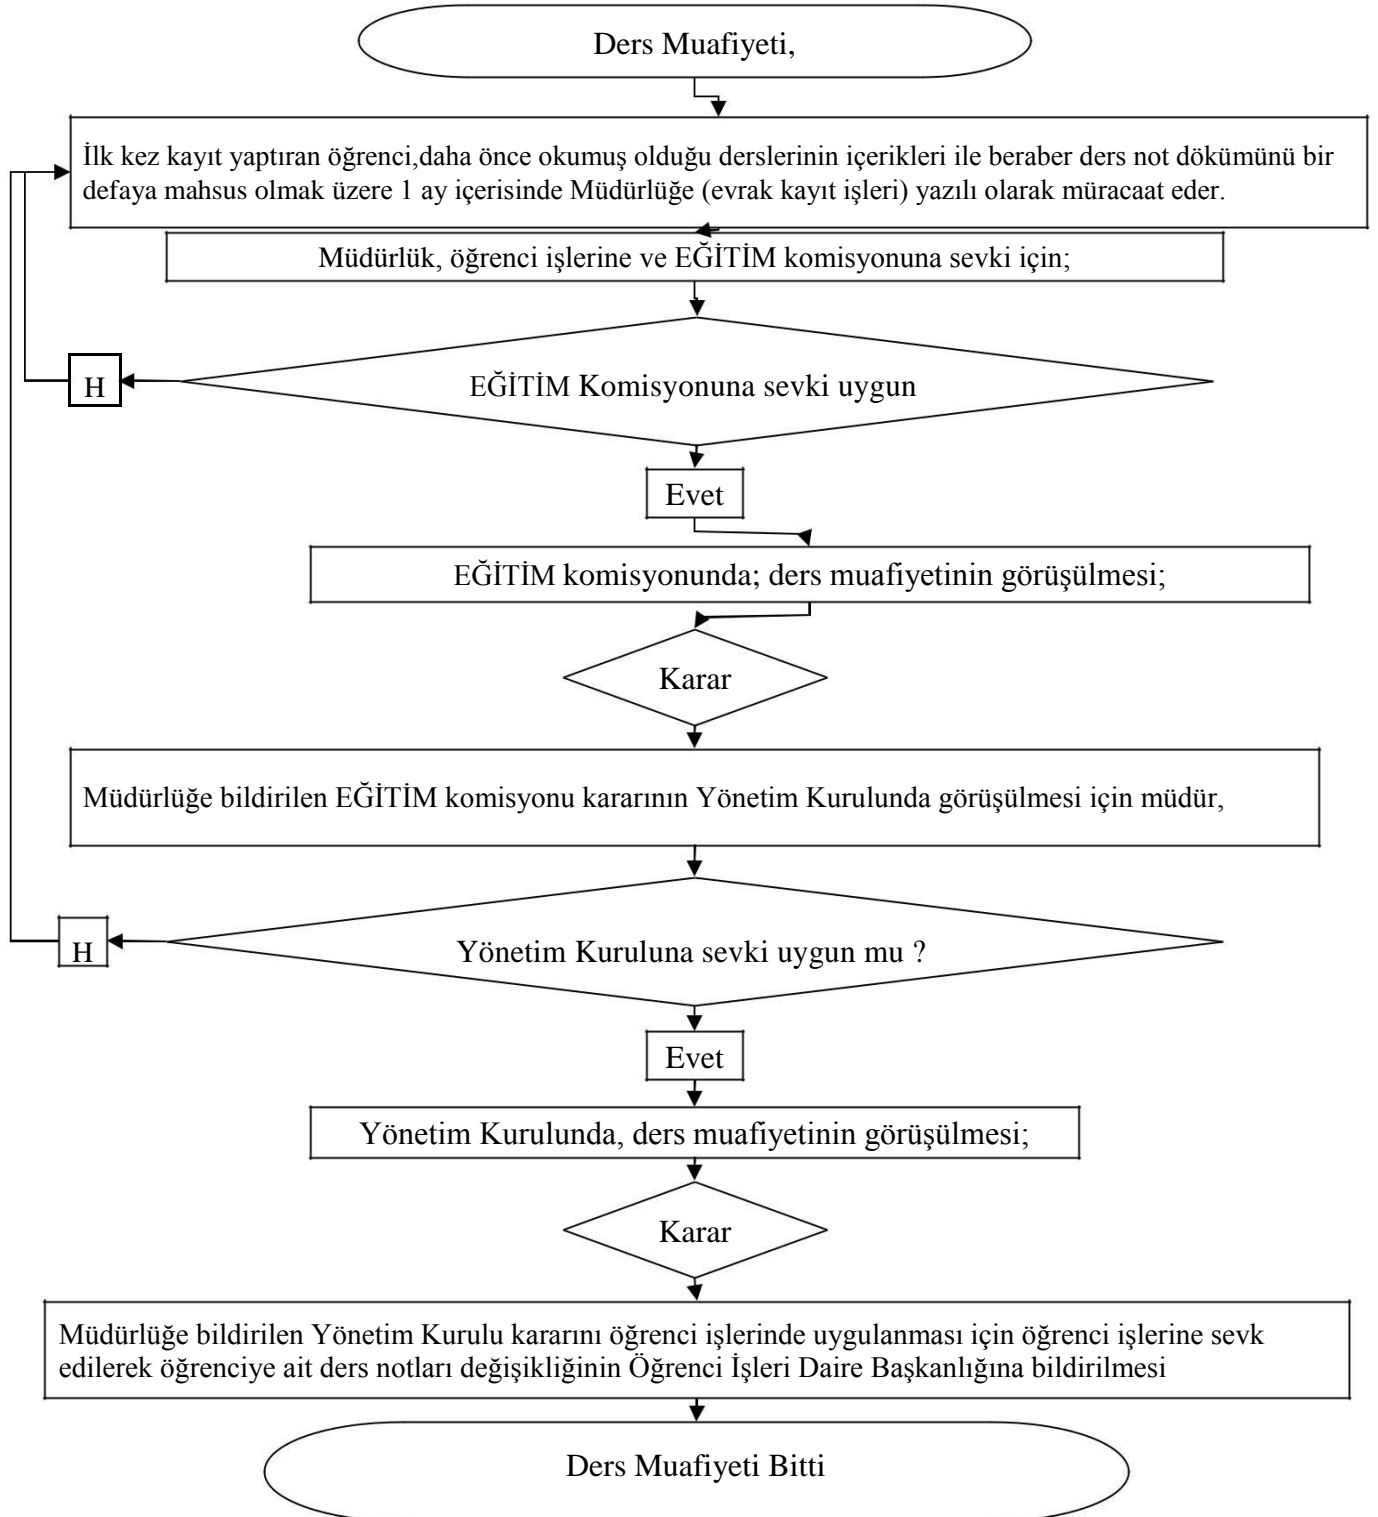 Ders Muafiyeti,
İlk kez kayıt yaptıran öğrenci,daha önce okumuş olduğu derslerinin içerikleri ile beraber ders not dökümünü bir
defaya mahsus olmak üzere 1 ay içerisinde Müdürlüğe (evrak kayıt işleri) yazılı olarak müracaat eder.
Müdürlük, öğrenci işlerine ve EĞİTİM komisyonuna sevki için;
H
EĞİTİM Komisyonuna sevki uygun
Evet
EĞİTİM komisyonunda; ders muafiyetinin görüşülmesi;
Karar
Müdürlüğe bildirilen EĞİTİM komisyonu kararının Yönetim Kurulunda görüşülmesi için müdür,
H
Yönetim Kuruluna sevki uygun mu ?
Evet
Yönetim Kurulunda, ders muafiyetinin görüşülmesi;
Karar
Müdürlüğe bildirilen Yönetim Kurulu kararını öğrenci işlerinde uygulanması için öğrenci işlerine sevk
edilerek öğrenciye ait ders notları değişikliğinin Öğrenci İşleri Daire Başkanlığına bildirilmesi
Ders Muafiyeti Bitti